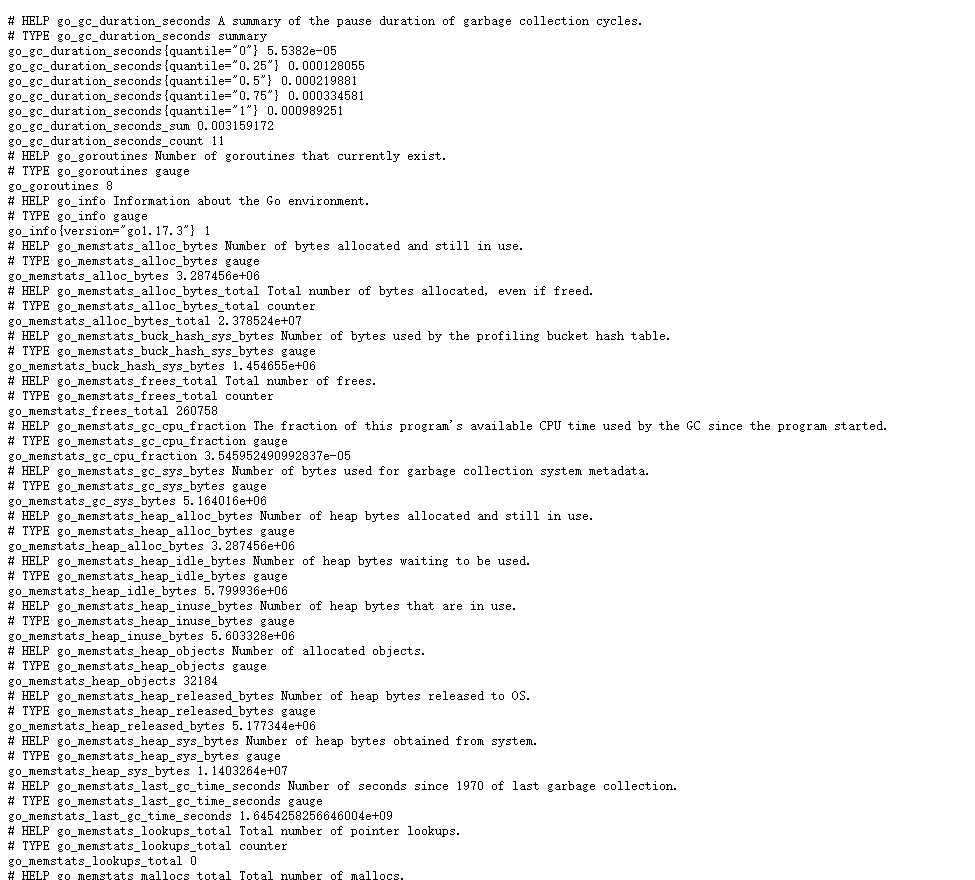 # HELP go_gc_duration_seconds A summary of the pause duration of garbage collection cycles.
# TYPE go_gc_duration_seconds summary
go_gc_duration_seconds{quantile="0"} 5.5382e-05
go_gc_duration_seconds{quantile="0.25"} 0.000128055
go_gc_duration_seconds{quantile="0.5"} 0.000219881
go_gc_duration_seconds{quantile="0.75"} 0.000334581
go_gc_duration_seconds{quantile="1"} 0.000989251
go_gc_duration_seconds_sum 0.003159172
go_gc_duration_seconds_count 11
# HELP go_goroutines Number of goroutines that currently exist.
# TYPE go_goroutines gauge
go_goroutines 8
# HELP go_info Information about the Go environment.
# TYPE go_info gauge
go_info{version="go1.17.3"} 1
# HELP go_memstats_alloc_bytes Number of bytes allocated and still in use.
# TYPE go_memstats_alloc_bytes gauge
go_memstats_alloc_bytes 3.287456e+06
# HELP go_memstats_alloc_bytes_total Total number of bytes allocated, even if freed.
# TYPE go_memstats_alloc_bytes_total counter
go_memstats_alloc_bytes_total 2.378524e+07
# HELP go_memstats_buck_hash_sys_bytes Number of bytes used by the profiling bucket hash table.
# TYPE go_memstats_buck_hash_sys_bytes gauge
go_memstats_buck_hash_sys_bytes 1.454655e+06
# HELP go_memstats_frees_total Total number of frees.
# TYPE go_memstats_frees_total counter
go_memstats_frees_total 260758
# HELP go_memstats_gc_cpu_fraction The fraction of this program's available CPU time used by the GC since the program started.
# TYPE go_memstats_gc_cpu_fraction gauge
go_memstats_gc_cpu_fraction 3.545952490992837e-05
# HELP go_memstats_gc_sys_bytes Number of bytes used for garbage collection system metadata.
# TYPE go_memstats_gc_sys_bytes gauge
go_memstats_gc_sys_bytes 5.164016e+06
# HELP go_memstats_heap_alloc_bytes Number of heap bytes allocated and still in use.
# TYPE go_memstats_heap_alloc_bytes gauge
go_memstats_heap_alloc_bytes 3.287456e+06
# HELP go_memstats_heap_idle_bytes Number of heap bytes waiting to be used.
# TYPE go_memstats_heap_idle_bytes gauge
go_memstats_heap_idle_bytes 5.799936e+06
# HELP go_memstats_heap_inuse_bytes Number of heap bytes that are in use.
# TYPE go_memstats_heap_inuse_bytes gauge
go_memstats_heap_inuse_bytes 5.603328e+06
# HELP go_memstats_heap_objects Number of allocated objects.
# TYPE go_memstats_heap_objects gauge
go_memstats_heap_objects 32184
# HELP go_memstats_heap_released_bytes Number of heap bytes released to OS.
# TYPE go_memstats_heap_released_bytes gauge
go_memstats_heap_released_bytes 5.177344e+06
# HELP go_memstats_heap_sys_bytes Number of heap bytes obtained from system.
# TYPE go_memstats_heap_sys_bytes gauge
go_memstats_heap_sys_bytes 1.1403264e+07
# HELP go_memstats_last_gc_time_seconds Number of seconds since 1970 of last garbage collection.
# TYPE go_memstats_last_gc_time_seconds gauge
go_memstats_last_gc_time_seconds 1.6454258256646004e+09
# HELP go_memstats_lookups_total Total number of pointer lookups.
# TYPE go_memstats_lookups_total counter
go_memstats_lookups_total 0
# HELP go_memstats_mallocs_total Total number of mallocs.